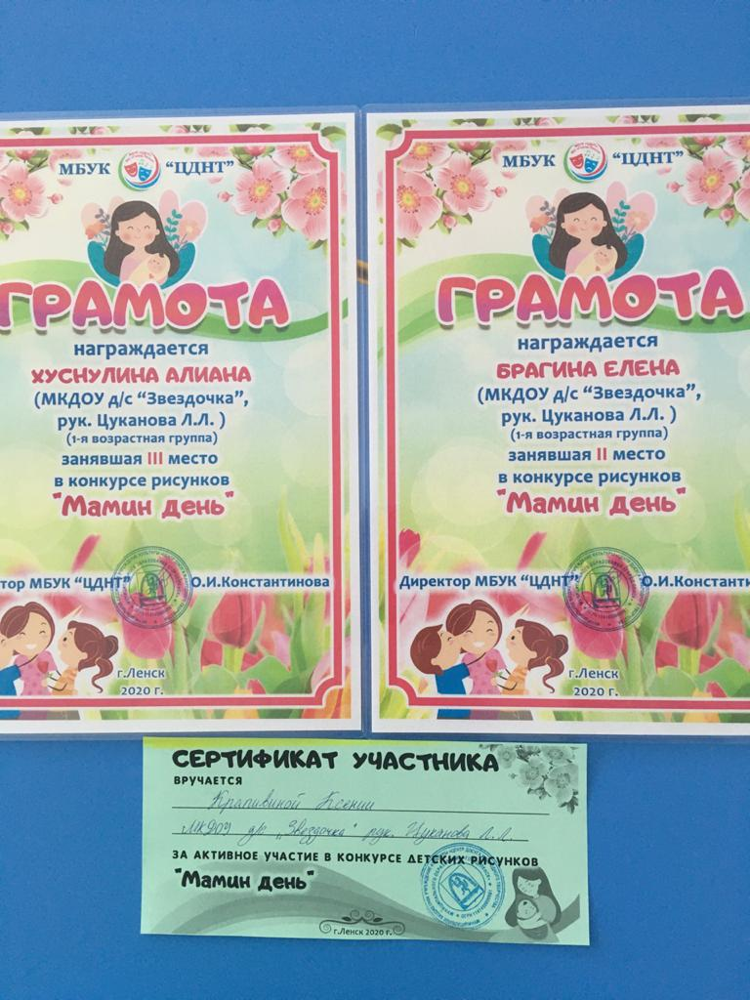 МБУК "ЦДНТ"
ГРАМОТА
награждается
ХУСНУЛИНА АЛИАНА
(МКДОУ д/с "Звездочка",
рук. Цуканова Л.Л. )
(1-я возрастная группа)
занявшая III место
в конкурсе рисунков
"Мамин день"
тор МБУК "ЦДНТ" О.И.Константинова
г.Ленск
2020 г.
МБУК "ЦДНТ"
ГРАМОТА
награждается
БРАГИНА ЕЛЕНА
(МКДОУ д/с "Звездочка",
рук. Цуканова Л.Л. )
(1-я возрастная группа)
занявшая II место
в конкурсе рисунков
"Мамин день"
Директор МБУК "ЦДНТ" О.И.Константи
г.Ленск
2020 г.
СЕРТИФИКАТ УЧАСТНИКА
ВРУЧАЕТСЯ
Крапивиной Ксении
МКДОУ д/с „Звездочка" рук. Цуканова Л.Л.
ЗА АКТИВНОЕ УЧАСТИЕ В КОНКУРСЕ ДЕТСКИХ РИСУНКОВ
"Мамин день"
г.Ленск 2020 г.